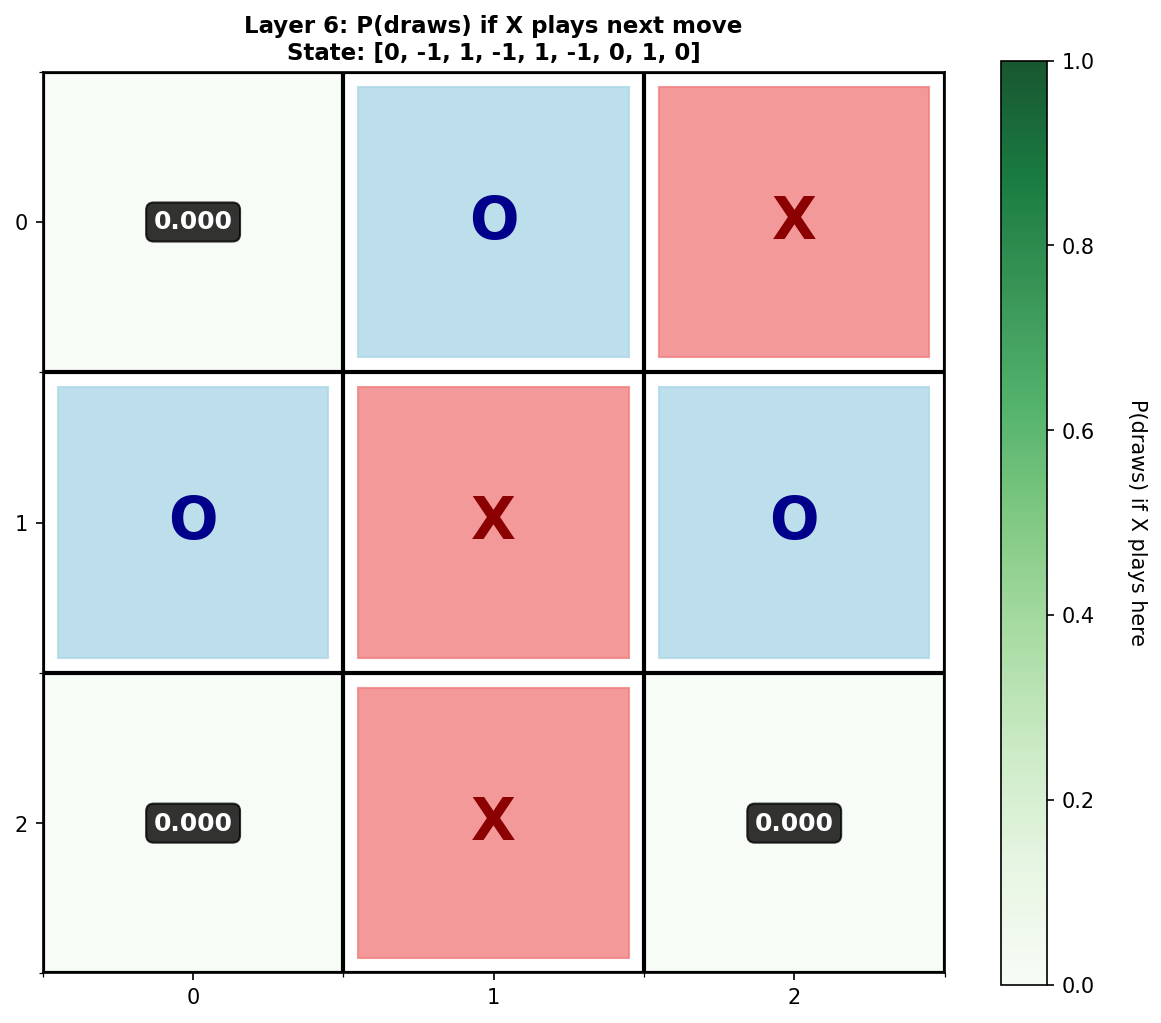 Layer 6: P(draws) if X plays next move
State: [0, -1, 1, -1, 1, -1, 0, 1, 0]
0
0.000
O
X
1
O
X
O
2
0.000
X
0.000
0
1
2
1.0
0.8
0.6
0.4
0.2
0.0
P(draws) if X plays here